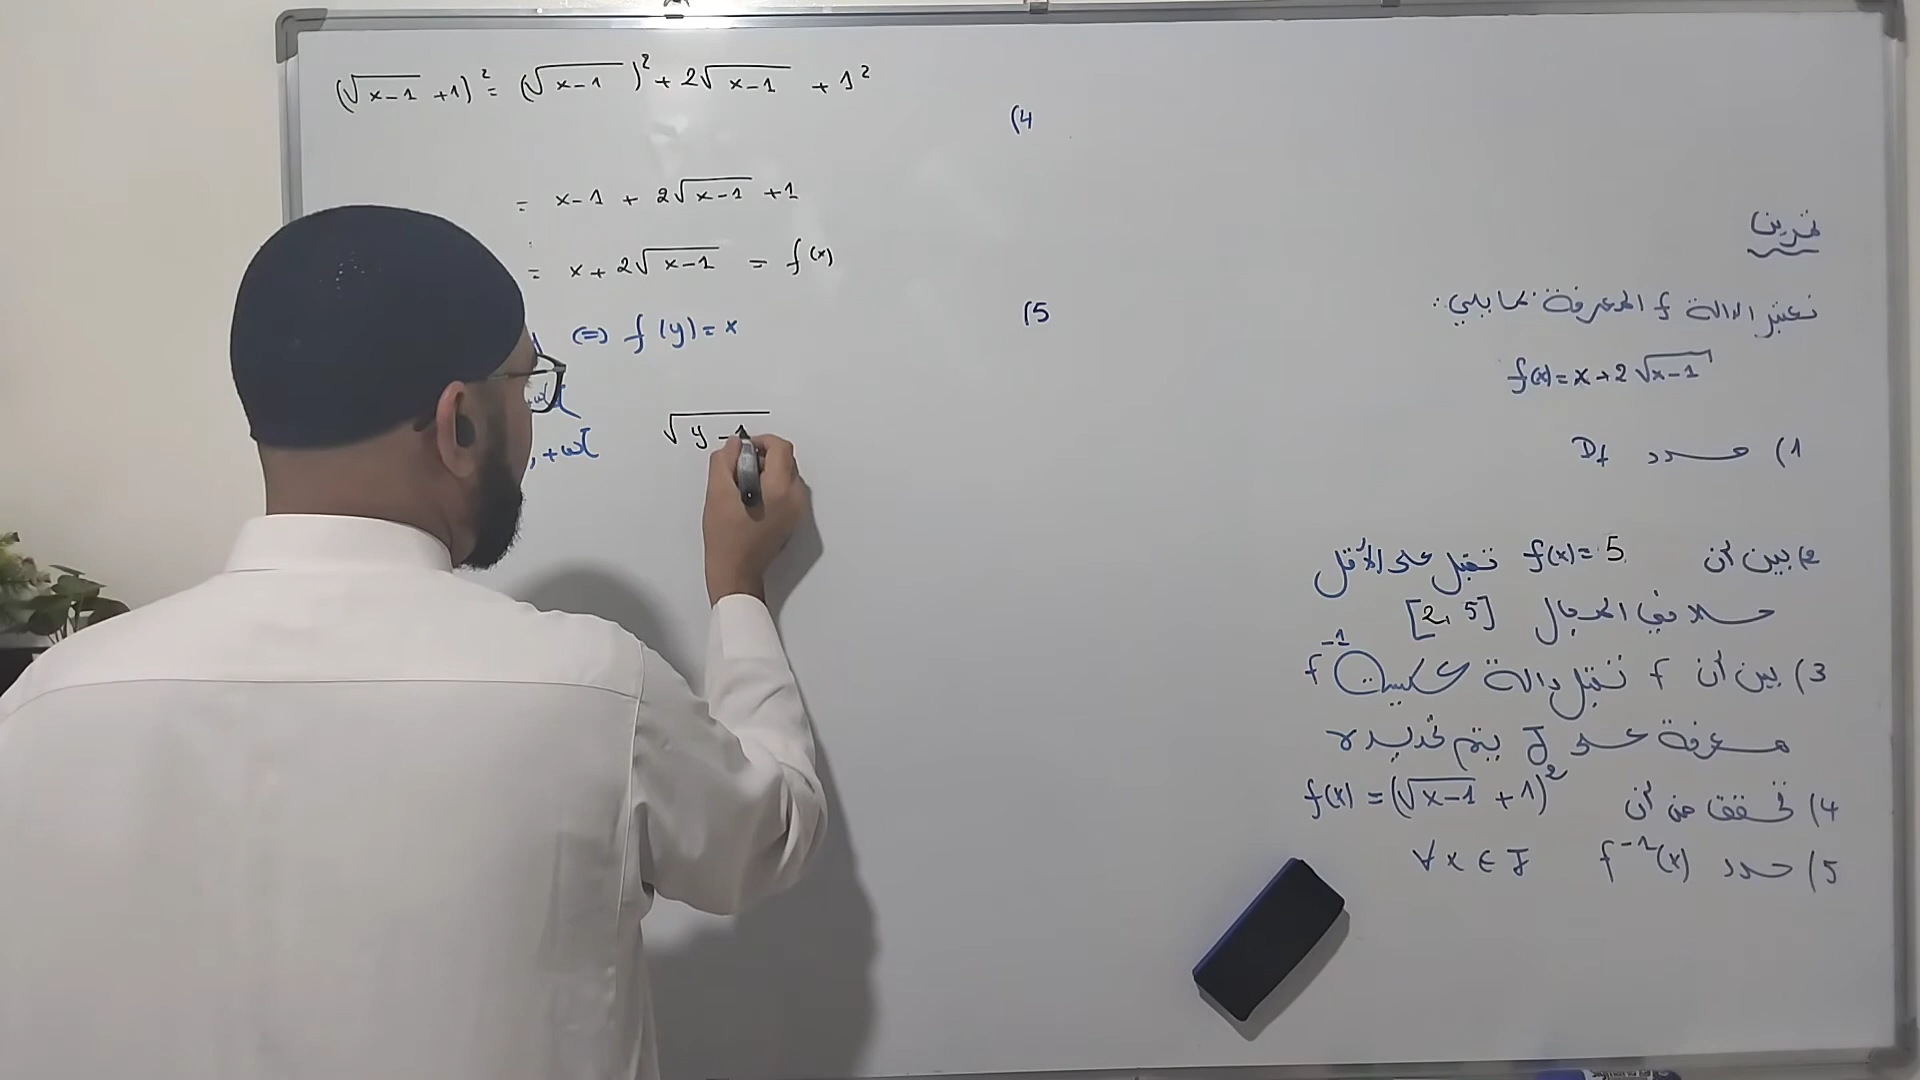 تمرين
نعتبر الدالة f المعرفة كما يلي:
f(x) = x + 2√(x-1)
1) حدد Df
2) بين أن f(x) = 5 تقبل على الأقل
حلا في المجال [2, 5]
3) بين أن f تقبل دالة عكسية f⁻¹
معرفة على J يتم تحديده
4) تحقق من أن f(x) = (√(x-1) + 1)²
5) حدد f⁻¹(x) ∀x ∈ J
(4
(√(x-1) + 1)² = (√(x-1))² + 2√(x-1) + 1²
= x-1 + 2√(x-1) + 1
= x + 2√(x-1) = f(x)
(5
⇔ f(y) = x
+∞[
, +∞[ √(y-1